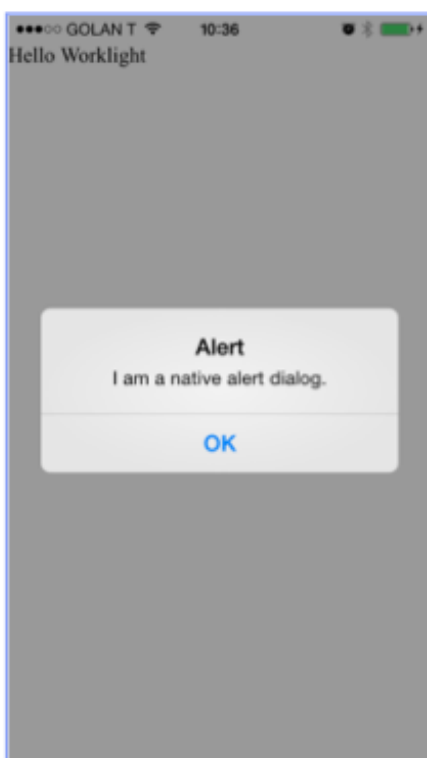 GOLAN T 10:36
Hello Worklight
Alert
I am a native alert dialog.
OK